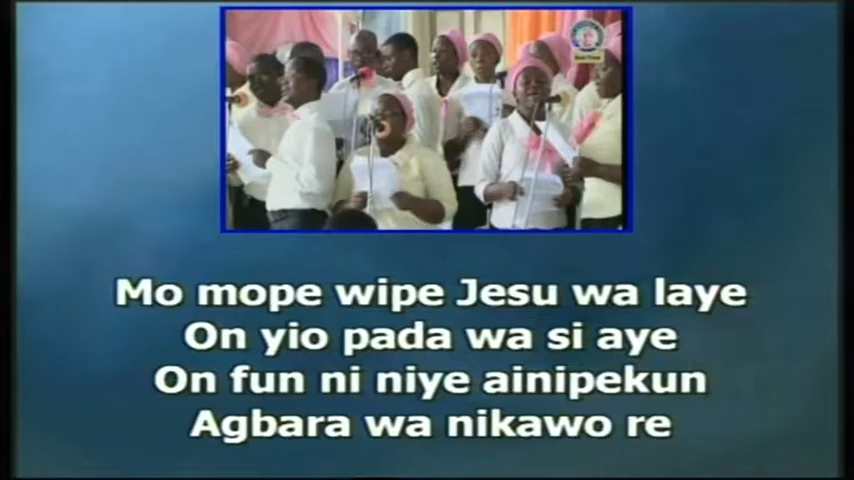 Mo mope wipe Jesu wa laye
On yio pada wa si aye
On fun ni niye ainipekun
Agbara wa nikawo re